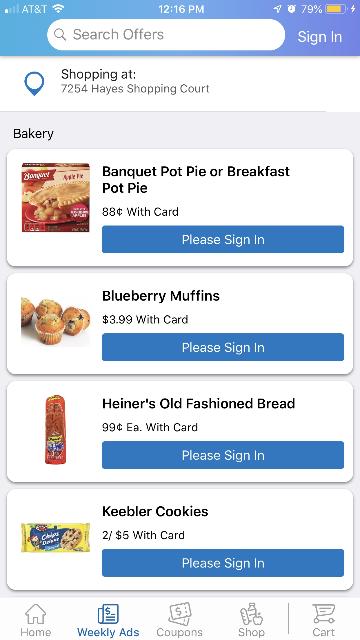 AT&T 12:16 PM 79%
Search Offers Sign In
Shopping at:
7254 Hayes Shopping Court
Bakery
Banquet Apple Pie
Banquet Pot Pie or Breakfast
Pot Pie
88¢ With Card
Please Sign In
Blueberry Muffins
$3.99 With Card
Please Sign In
Heiner's Old Fashioned Bread
99¢ Ea. With Card
Please Sign In
Keebler Cookies
Chips Deluxe
2/ $5 With Card
Please Sign In
Home Weekly Ads Coupons Shop Cart